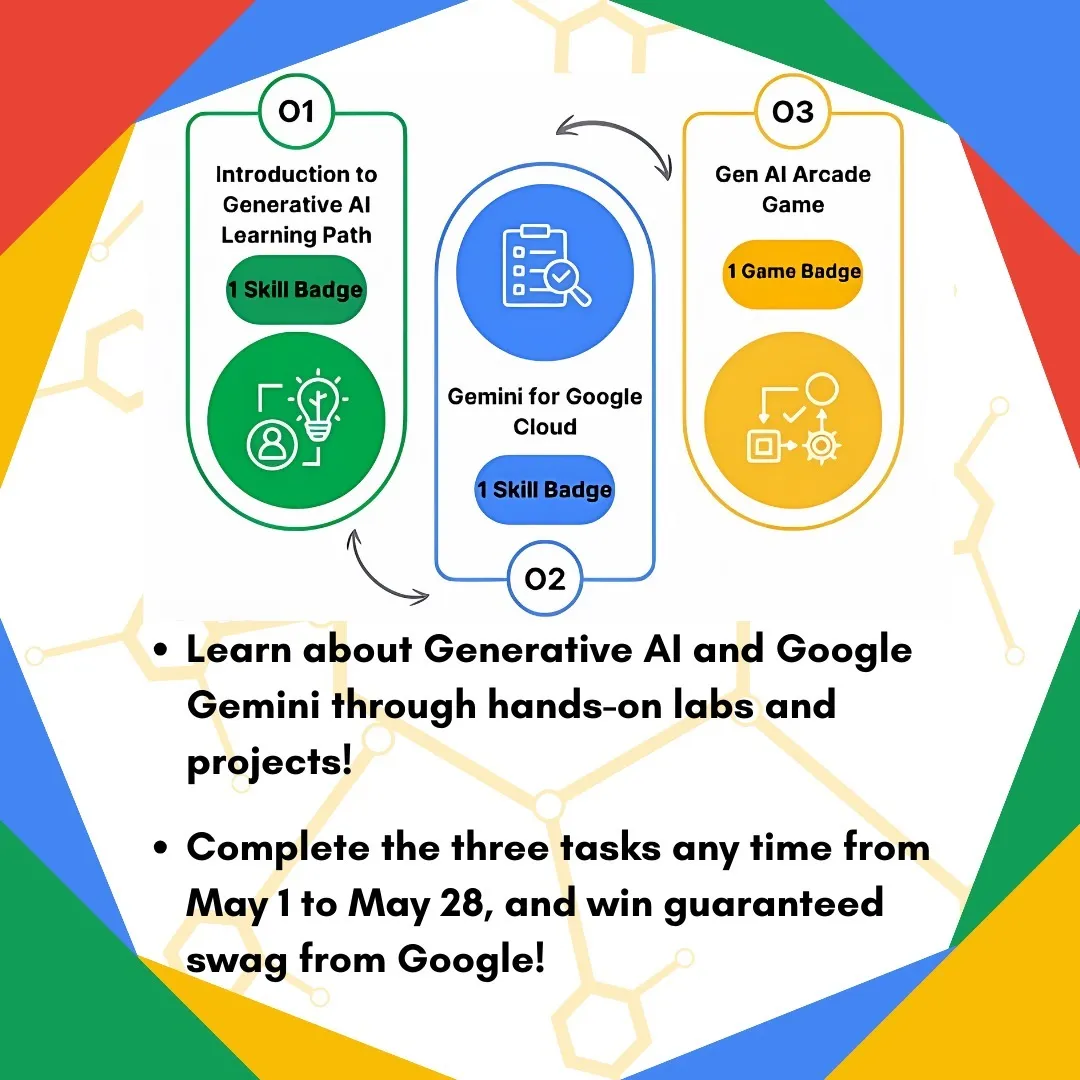 01
Introduction to
Generative AI
Learning Path
1 Skill Badge
Gemini for Google
Cloud
1 Skill Badge
02
03
Gen AI Arcade
Game
1 Game Badge
• Learn about Generative AI and Google
Gemini through hands-on labs and
projects!
• Complete the three tasks any time from
May 1 to May 28, and win guaranteed
swag from Google!